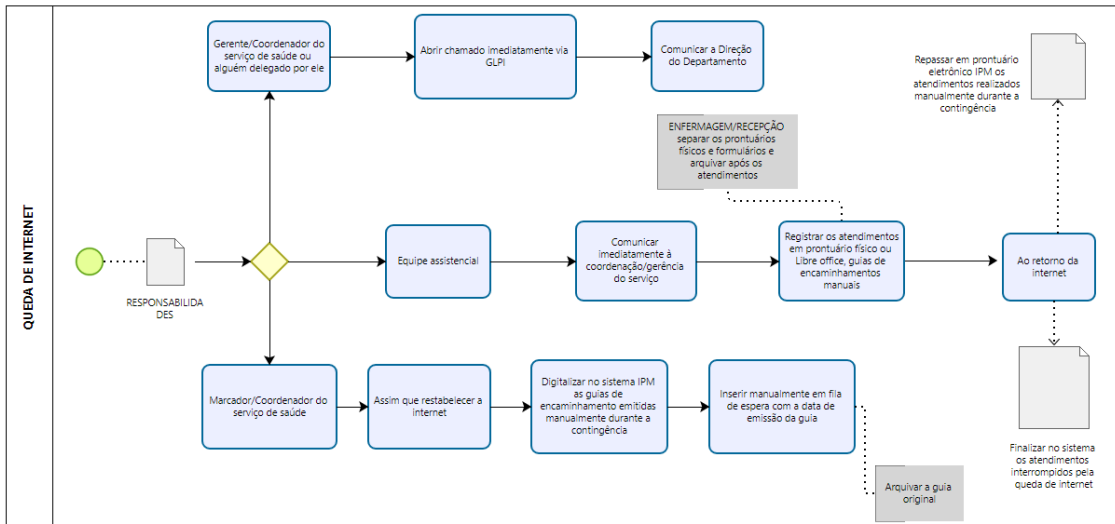 QUEDA DE INTERNET
RESPONSABILIDA
DES
Gerente/Coordenador do
serviço de saúde ou
alguém delegado por ele
Abrir chamado imediatamente via
GLPI
Comunicar a Direção
do Departamento
Equipe assistencial
Comunicar
imediatamente à
coordenação/gerência
do serviço
ENFERMAGEM/RECEPÇÃO
separar os prontuários
físicos e formulários e
arquivar após os
atendimentos
Registrar os atendimentos
em prontuário físico ou
Libre office, guias de
encaminhamentos
manuais
Ao retorno da
internet
Repassar em prontuário
eletrônico IPM os
atendimentos realizados
manualmente durante a
contingência
Finalizar no sistema
os atendimentos
interrompidos pela
queda de internet
Marcador/Coordenador do
serviço de saúde
Assim que restabelecer a
internet
Digitalizar no sistema IPM
as guias de
encaminhamento emitidas
manualmente durante a
contingência
Inserir manualmente em fila
de espera com a data de
emissão da guia
Arquivar a guia
original